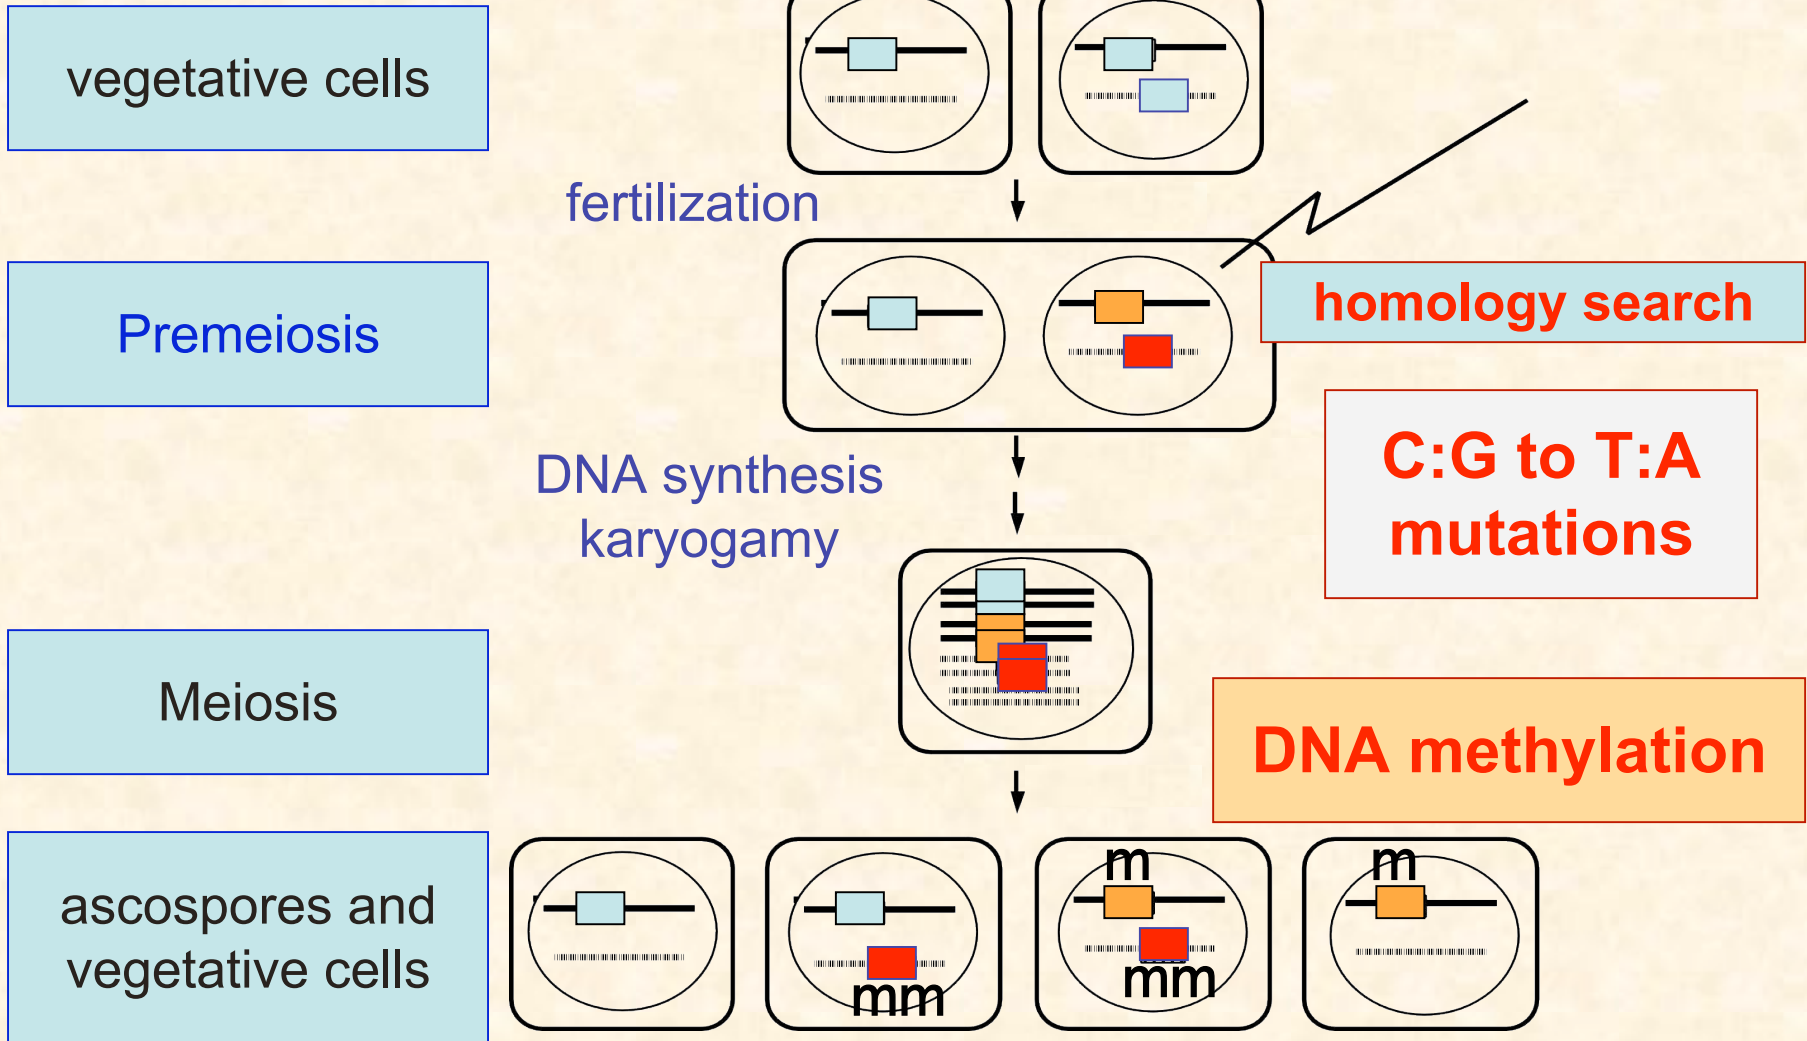 vegetative cells
fertilization
Premeiosis
homology search
C:G to T:A
mutations
DNA synthesis
karyogamy
Meiosis
DNA methylation
ascospores and
vegetative cells
m
m
mm
mm